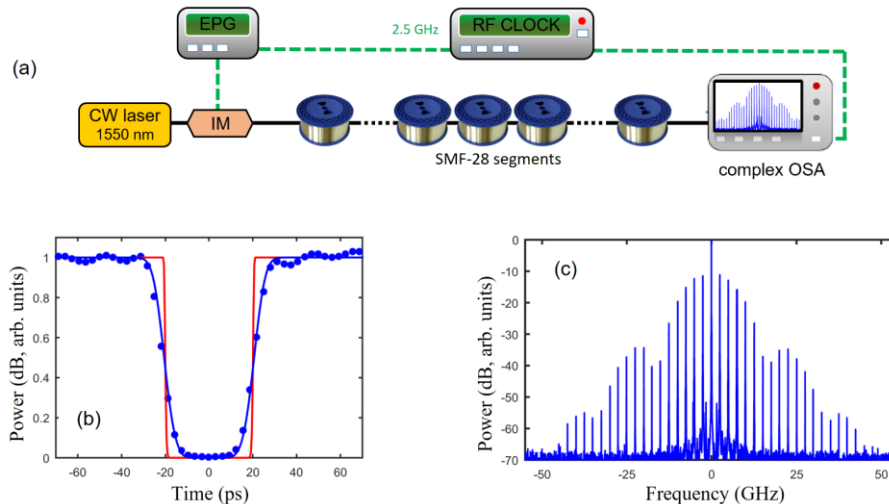 EPG
RF CLOCK
2.5 GHz
(a)
CW laser
1550 nm
IM
SMF-28 segments
complex OSA
Power (dB, arb. units)
1
0.8
0.6
0.4
0.2
0
-60
-40
-20
0
20
40
60
Time (ps)
(b)
Power (dB, arb. units)
0
-10
-20
-30
-40
-50
-60
-70
-50
-25
0
25
50
Frequency (GHz)
(c)